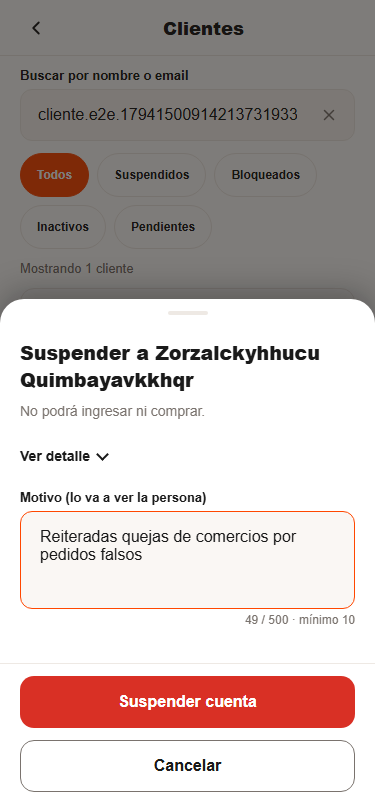 Clientes
Buscar por nombre o email
cliente.e2e.17941500914213731933
Todos
Suspendidos
Bloqueados
Inactivos
Pendientes
Mostrando 1 cliente
Suspender a Zorzalckyhhucu
Quimbayavkkhqr
No podrá ingresar ni comprar.
Ver detalle
Motivo (lo va a ver la persona)
Reiteradas quejas de comercios por
pedidos falsos
49 / 500 · mínimo 10
Suspender cuenta
Cancelar